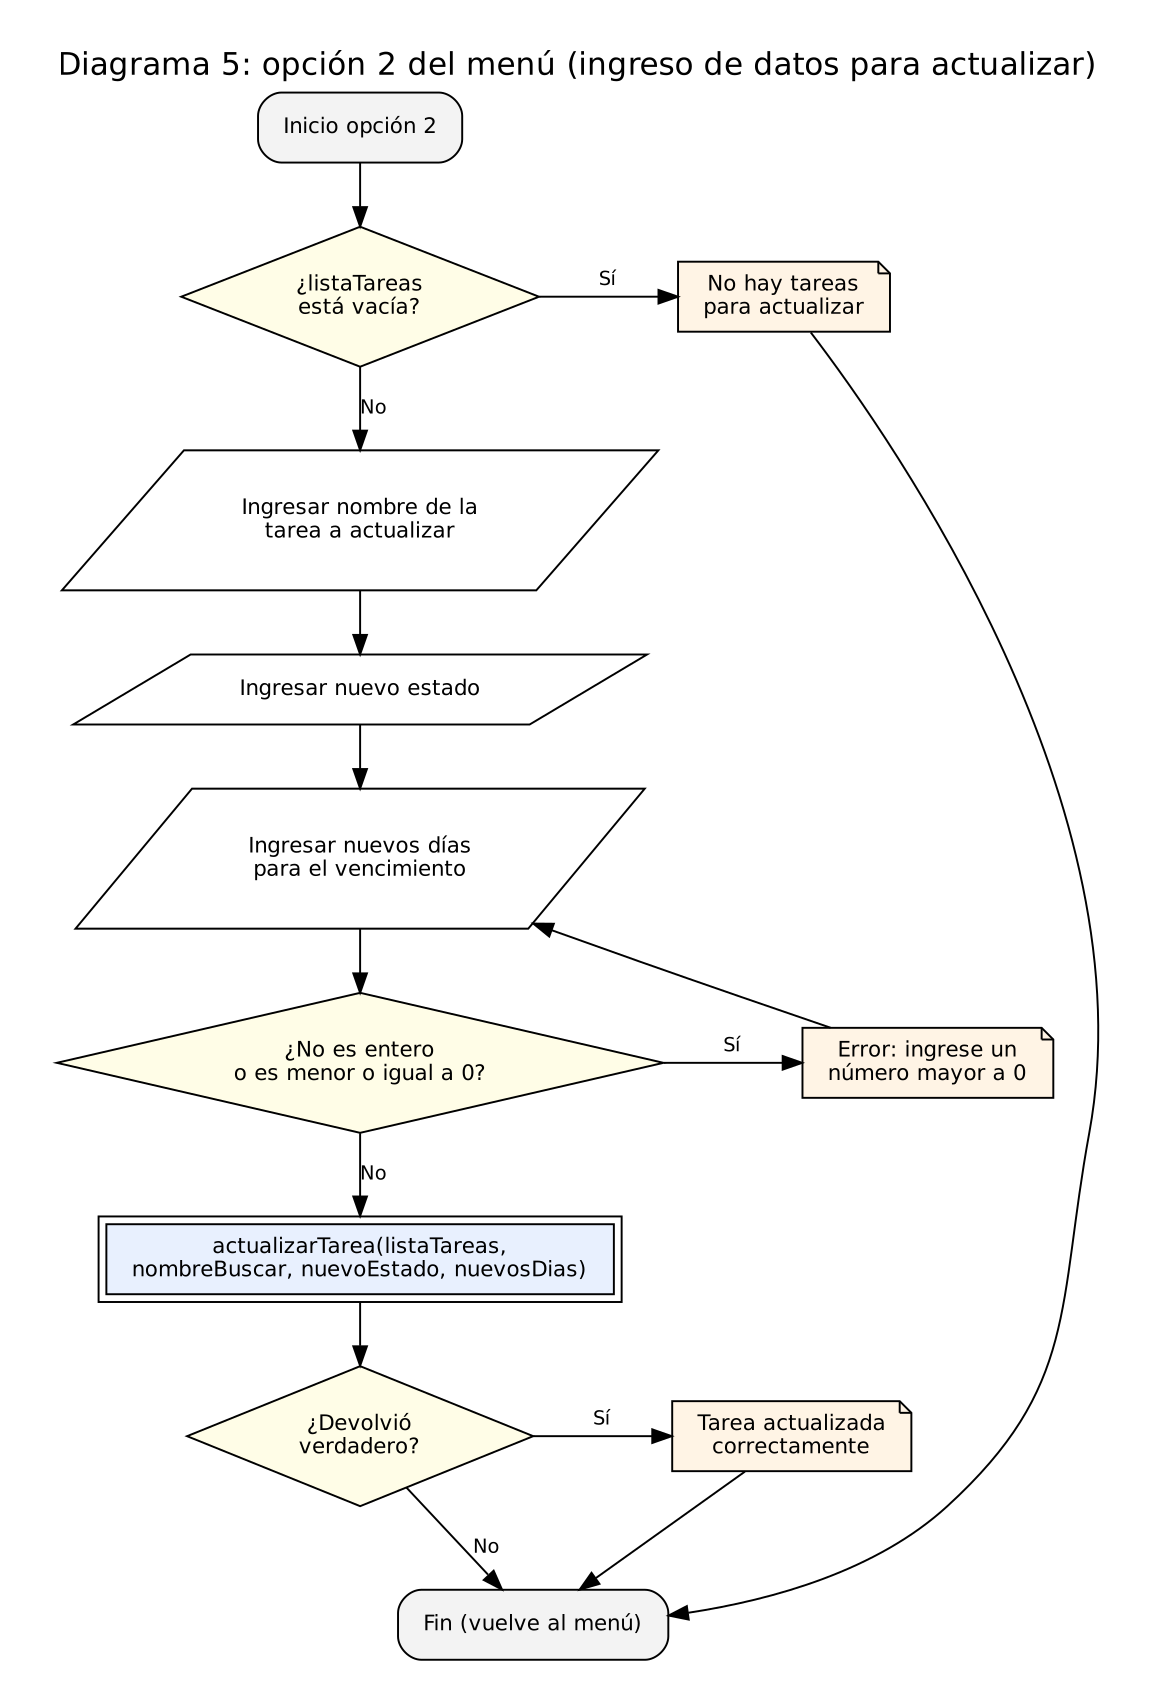 Diagrama 5: opción 2 del menú (ingreso de datos para actualizar)
Inicio opción 2
¿listaTareas
está vacía?
Sí
No hay tareas
para actualizar
No
Ingresar nombre de la
tarea a actualizar
Ingresar nuevo estado
Ingresar nuevos días
para el vencimiento
¿No es entero
o es menor o igual a 0?
Sí
Error: ingrese un
número mayor a 0
No
actualizarTarea(listaTareas,
nombreBuscar, nuevoEstado, nuevosDias)
¿Devolvió
verdadero?
Sí
Tarea actualizada
correctamente
No
Fin (vuelve al menú)